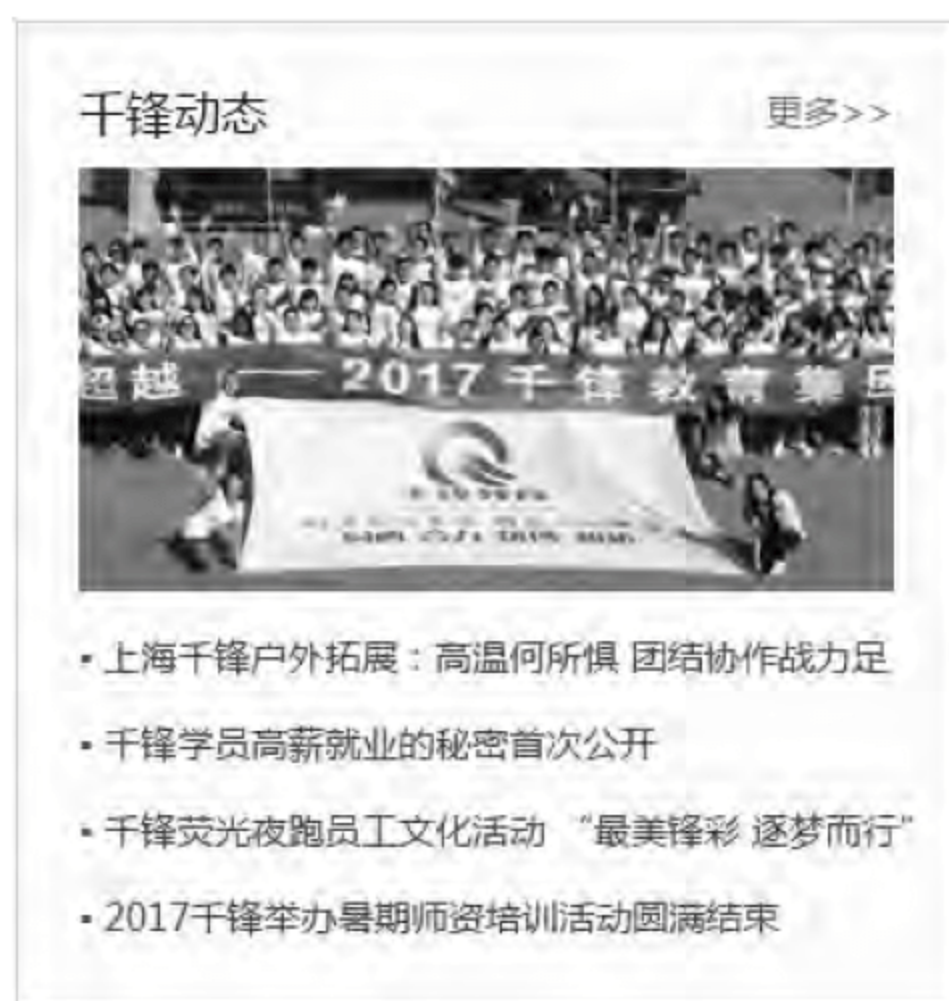 千锋动态
更多>>
超越 —— 2017 千锋教育集团
上海千锋户外拓展：高温何所惧 团结协作战力足
千锋学员高薪就业的秘密首次公开
千锋荧光夜跑员工文化活动 “最美锋彩 逐梦而行”
2017千锋举办暑期师资培训活动圆满结束